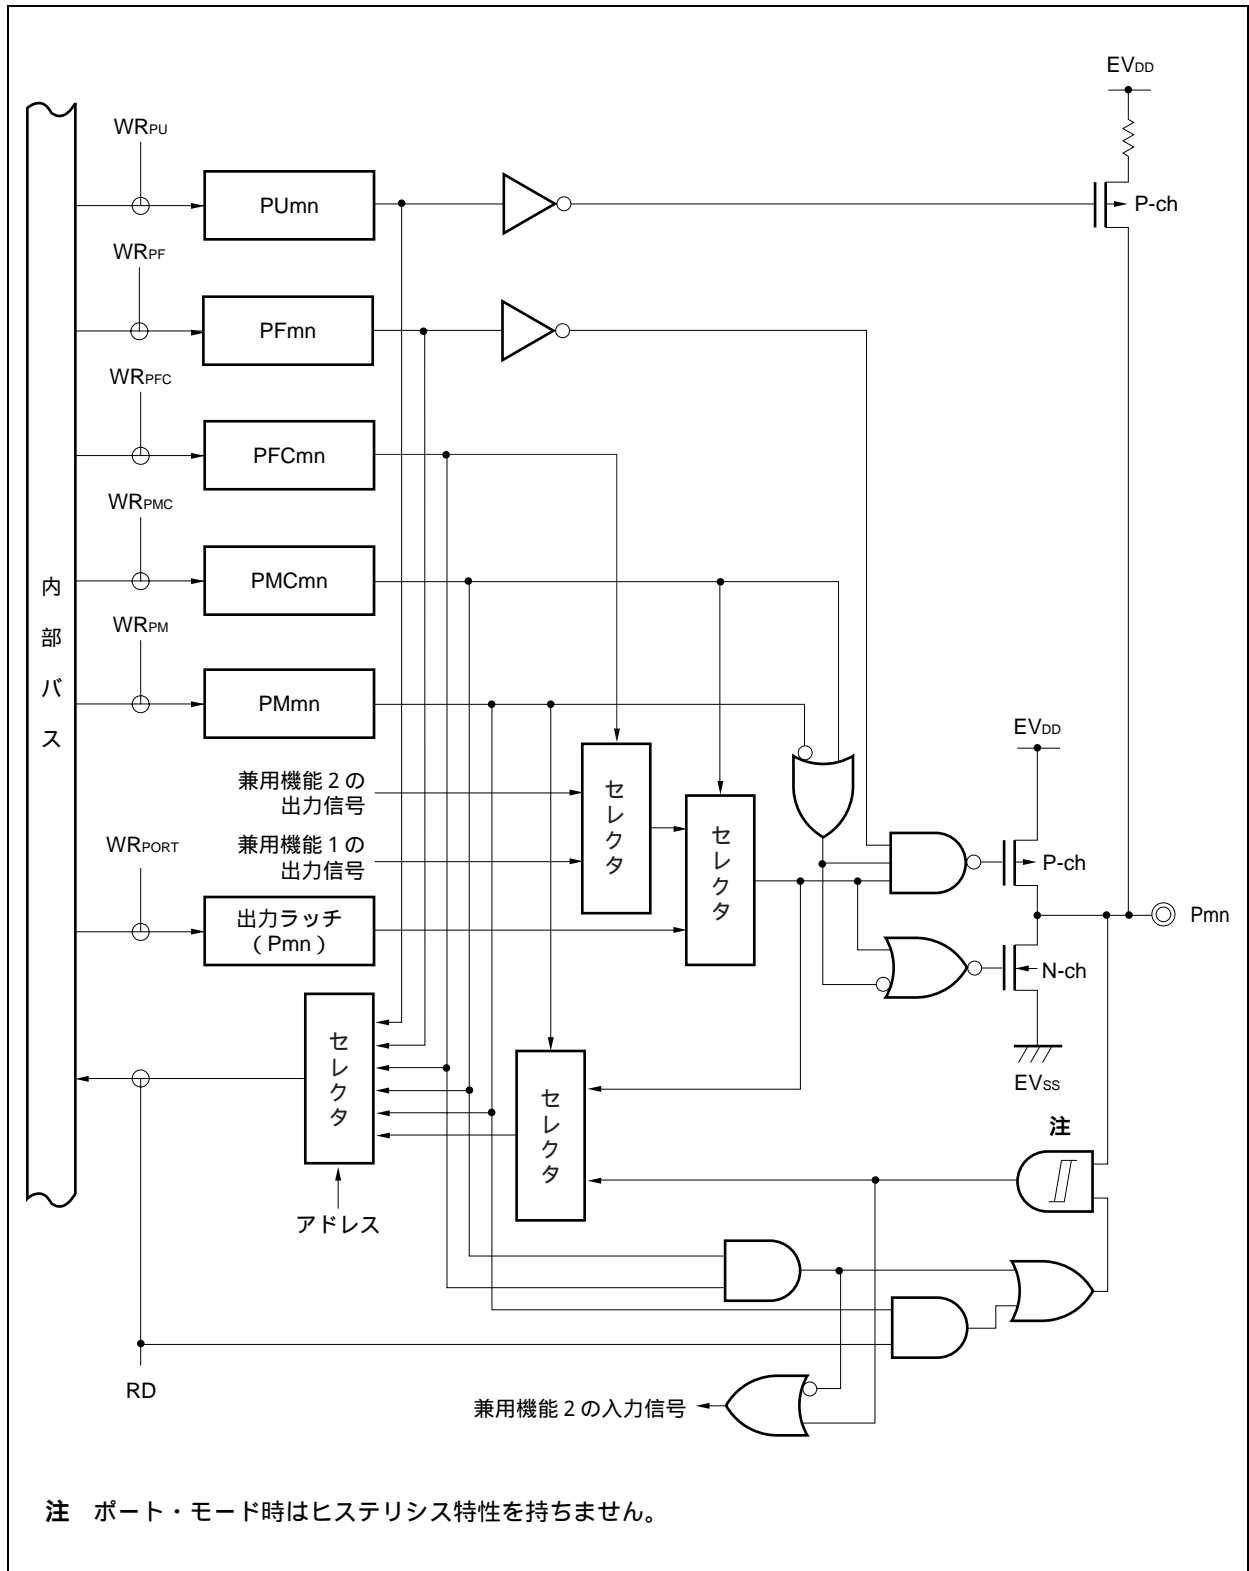 EVDD
WRPU
PUmn
P-ch
WRPF
PFmn
WRPFC
PFCmn
WRPMC
PMCmn
内部バス
WRPM
PMmn
EVDD
兼用機能2の
出力信号
セレクタ
兼用機能1の
出力信号
セレクタ
P-ch
WRPORT
出力ラッチ
(Pmn)
Pmn
N-ch
セレクタ
セレクタ
EVSS
注
アドレス
RD
兼用機能2の入力信号
注 ポート・モード時はヒステリシス特性を持ちません。